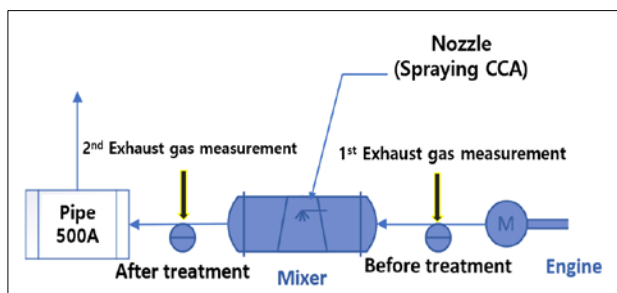 Nozzle
(Spraying CCA)
2nd Exhaust gas measurement
1st Exhaust gas measurement
Pipe
500A
M
After treatment
Mixer
Before treatment
Engine